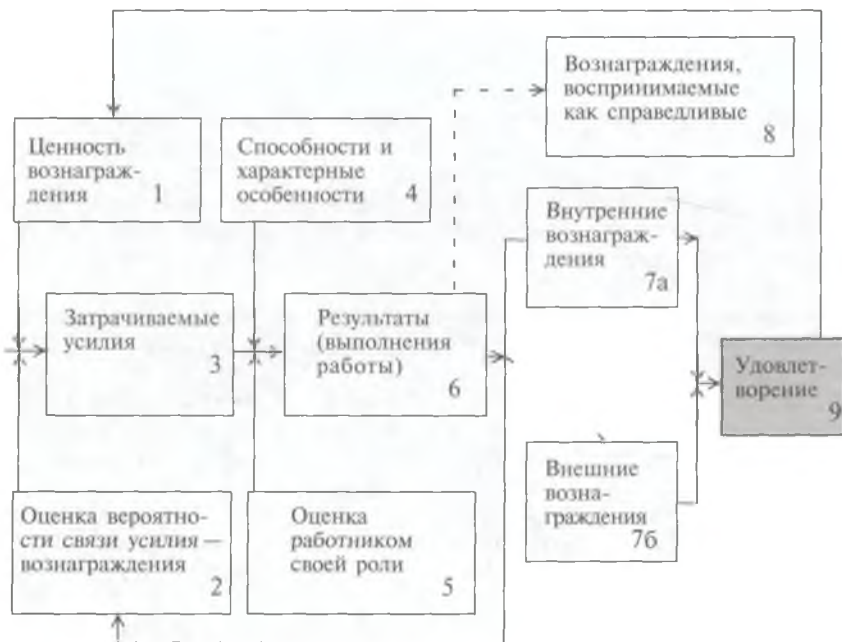 Вознаграждения,
воспринимаемые
как справедливые
8
Ценность
вознаграж-
дения
1
Способности и
характерные
особенности
4
Внутренние
вознаграж-
дения
7а
Затрачиваемые
усилия
3
Результаты
(выполнения
работы)
6
Удовлет-
ворение
9
Внешние
возна-
граждения
7б
Оценка вероятно-
сти связи усилия —
вознаграждения
2
Оценка
работником
своей роли
5